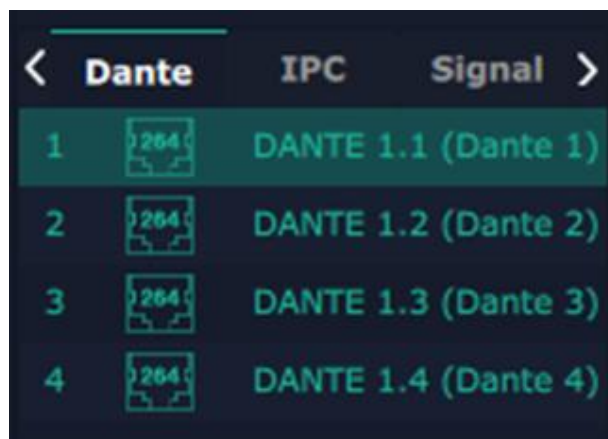 Dante IPC Signal
1 264 DANTE 1.1 (Dante 1)
2 264 DANTE 1.2 (Dante 2)
3 264 DANTE 1.3 (Dante 3)
4 264 DANTE 1.4 (Dante 4)